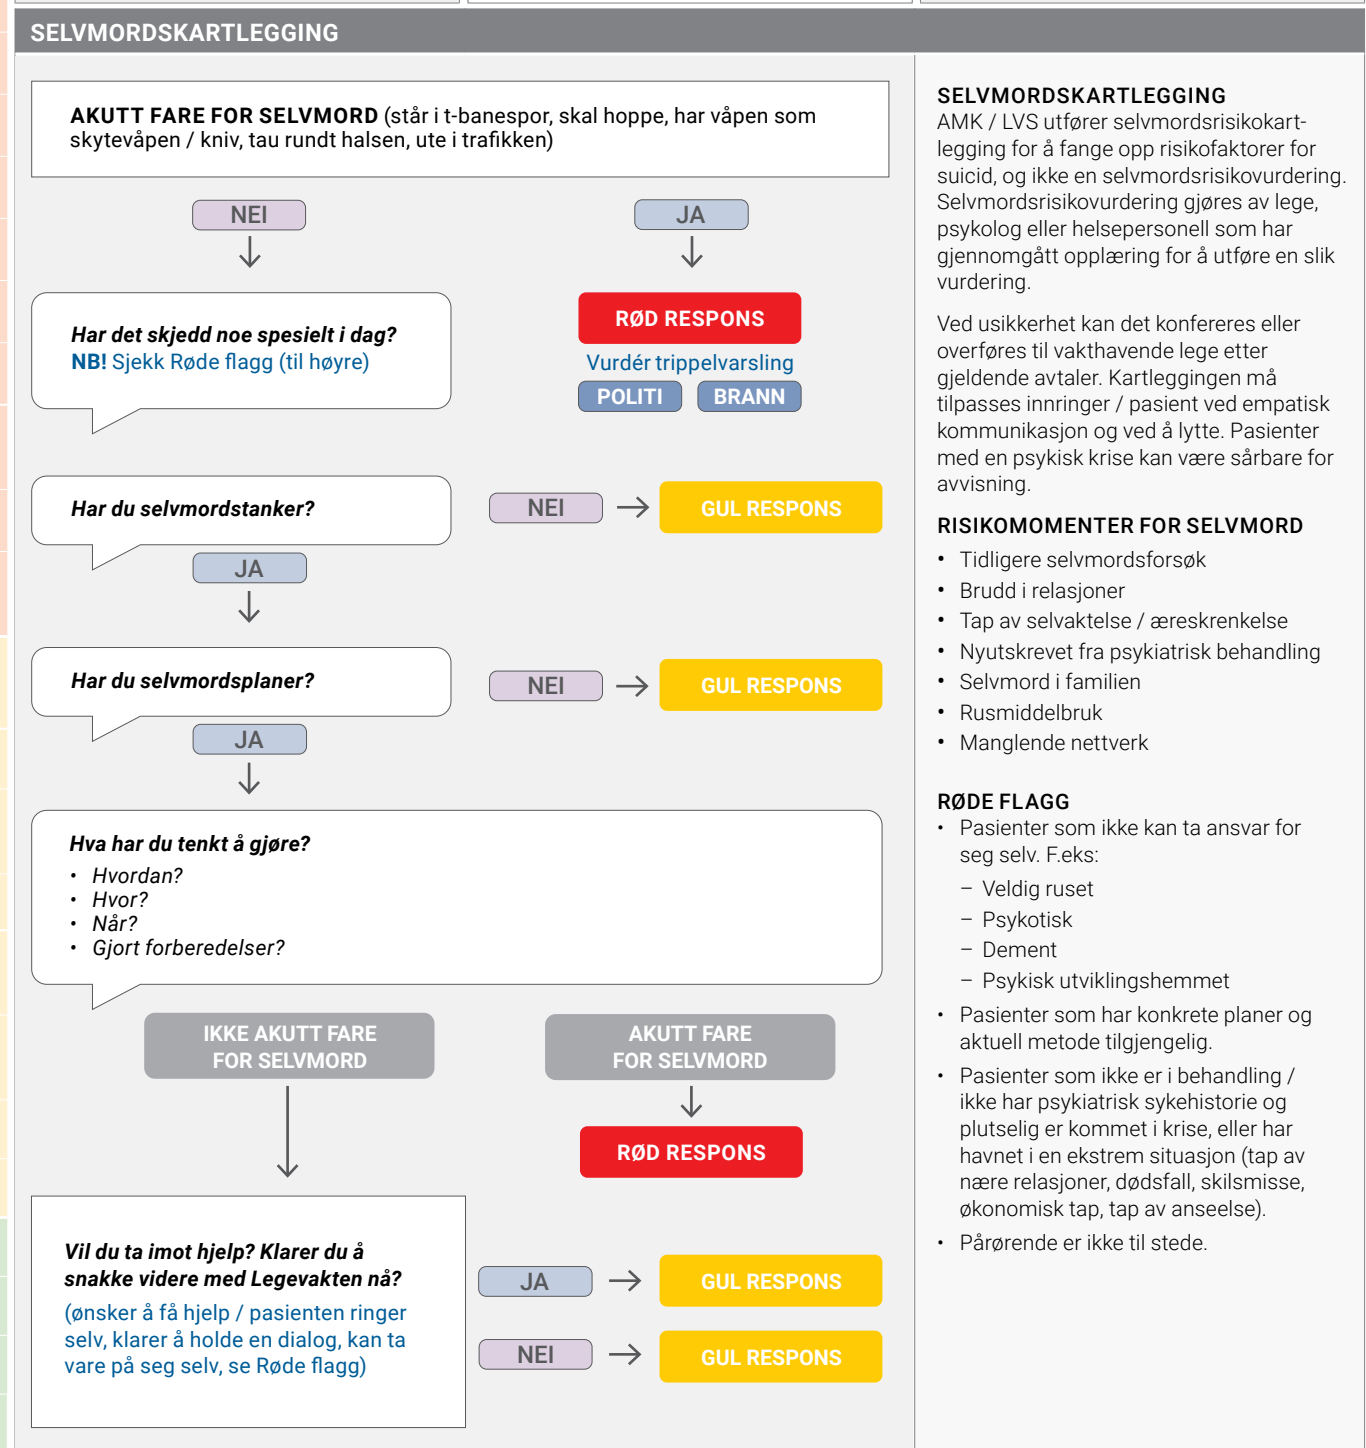 SELVMORDSKARTLEGGING
AKUTT FARE FOR SELVMORD (står i t-banespor, skal hoppe, har våpen som
skytevåpen / kniv, tau rundt halsen, ute i trafikken)
NEI
JA
Har det skjedd noe spesielt i dag?
NB! Sjekk Røde flagg (til høyre)
RØD RESPONS
Vurdér trippelvarsling
POLITI
BRANN
Har du selvmordstanker?
NEI
GUL RESPONS
JA
Har du selvmordsplaner?
NEI
GUL RESPONS
JA
Hva har du tenkt å gjøre?
• Hvordan?
• Hvor?
• Når?
• Gjort forberedelser?
IKKE AKUTT FARE
FOR SELVMORD
AKUTT FARE
FOR SELVMORD
RØD RESPONS
Vil du ta imot hjelp? Klarer du å
snakke videre med Legevakten nå?
(ønsker å få hjelp / pasienten ringer
selv, klarer å holde en dialog, kan ta
vare på seg selv, se Røde flagg)
JA
GUL RESPONS
NEI
GUL RESPONS
SELVMORDSKARTLEGGING
AMK / LVS utfører selvmordsrisikokart-
legging for å fange opp risikofaktorer for
suicid, og ikke en selvmordsrisikovurdering.
Selvmordsrisikovurdering gjøres av lege,
psykolog eller helsepersonell som har
gjennomgått opplæring for å utføre en slik
vurdering.
Ved usikkerhet kan det konfereres eller
overføres til vakthavende lege etter
gjeldende avtaler. Kartleggingen må
tilpasses innringer / pasient ved empatisk
kommunikasjon og ved å lytte. Pasienter
med en psykisk krise kan være sårbare for
avvisning.
RISIKOMOMENTER FOR SELVMORD
• Tidligere selvmordsforsøk
• Brudd i relasjoner
• Tap av selvaktelse / æreskrenkelse
• Nyutskrevet fra psykiatrisk behandling
• Selvmord i familien
• Rusmiddelbruk
• Manglende nettverk
RØDE FLAGG
• Pasienter som ikke kan ta ansvar for
seg selv. F.eks:
– Veldig ruset
– Psykotisk
– Dement
– Psykisk utviklingshemmet
• Pasienter som har konkrete planer og
aktuell metode tilgjengelig.
• Pasienter som ikke er i behandling /
ikke har psykiatrisk sykehistorie og
plutselig er kommet i krise, eller har
havnet i en ekstrem situasjon (tap av
nære relasjoner, dødsfall, skilsmisse,
økonomisk tap, tap av anseelse).
• Pårørende er ikke til stede.